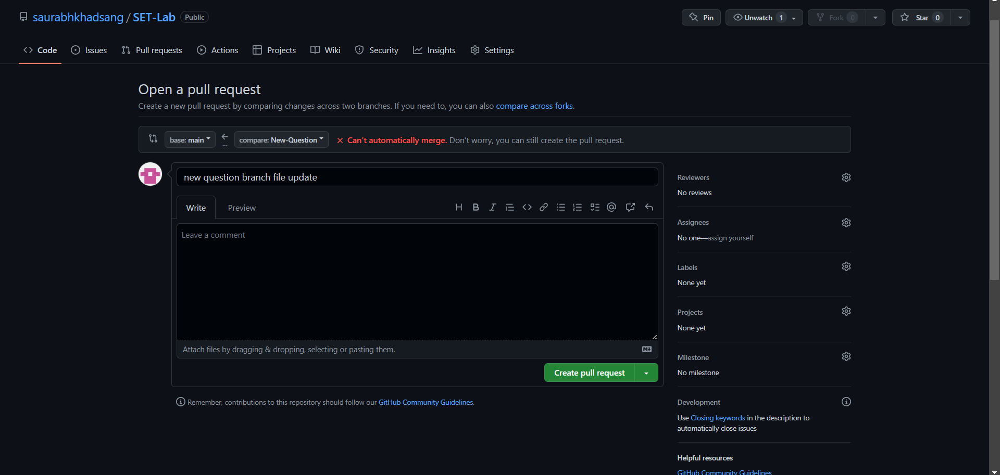 saurabhkhadsang / SET-Lab Public
Pin Unwatch 1 Fork 0 Star 0
Code Issues Pull requests Actions Projects Wiki Security Insights Settings
Open a pull request
Create a new pull request by comparing changes across two branches. If you need to, you can also compare across forks.
base: main ... compare: New-Question Can’t automatically merge. Don’t worry, you can still create the pull request.
new question branch file update
Write Preview
Leave a comment
Attach files by dragging & dropping, selecting or pasting them.
Create pull request
Remember, contributions to this repository should follow our GitHub Community Guidelines.
Reviewers
No reviews
Assignees
No one—assign yourself
Labels
None yet
Projects
None yet
Milestone
No milestone
Development
Use Closing keywords in the description to
automatically close issues
Helpful resources
GitHub Community Guidelines